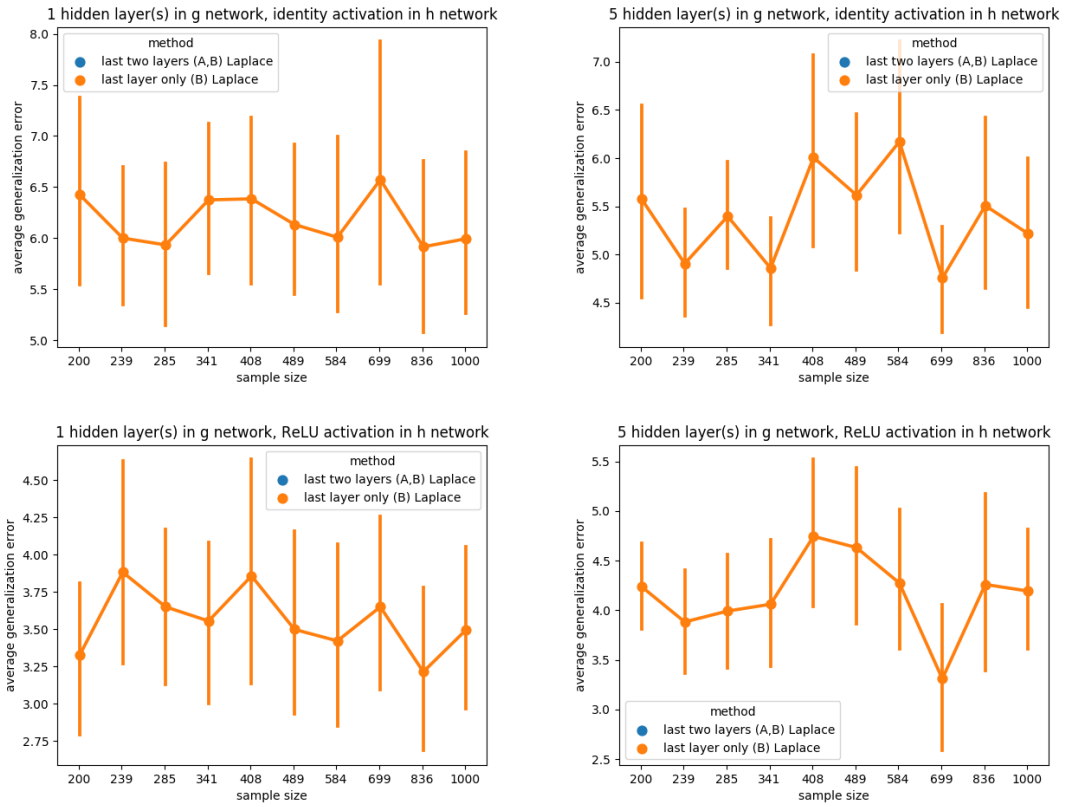 1 hidden layer(s) in g network, identity activation in h network
method
last two layers (A,B) Laplace
last layer only (B) Laplace
average generalization error
8.0
7.5
7.0
6.5
6.0
5.5
5.0
200 239 285 341 408 489 584 699 836 1000
sample size
5 hidden layer(s) in g network, identity activation in h network
method
last two layers (A,B) Laplace
last layer only (B) Laplace
average generalization error
7.0
6.5
6.0
5.5
5.0
4.5
200 239 285 341 408 489 584 699 836 1000
sample size
1 hidden layer(s) in g network, ReLU activation in h network
method
last two layers (A,B) Laplace
last layer only (B) Laplace
average generalization error
4.50
4.25
4.00
3.75
3.50
3.25
3.00
2.75
200 239 285 341 408 489 584 699 836 1000
sample size
5 hidden layer(s) in g network, ReLU activation in h network
average generalization error
5.5
5.0
4.5
4.0
3.5
3.0
2.5
method
last two layers (A,B) Laplace
last layer only (B) Laplace
200 239 285 341 408 489 584 699 836 1000
sample size